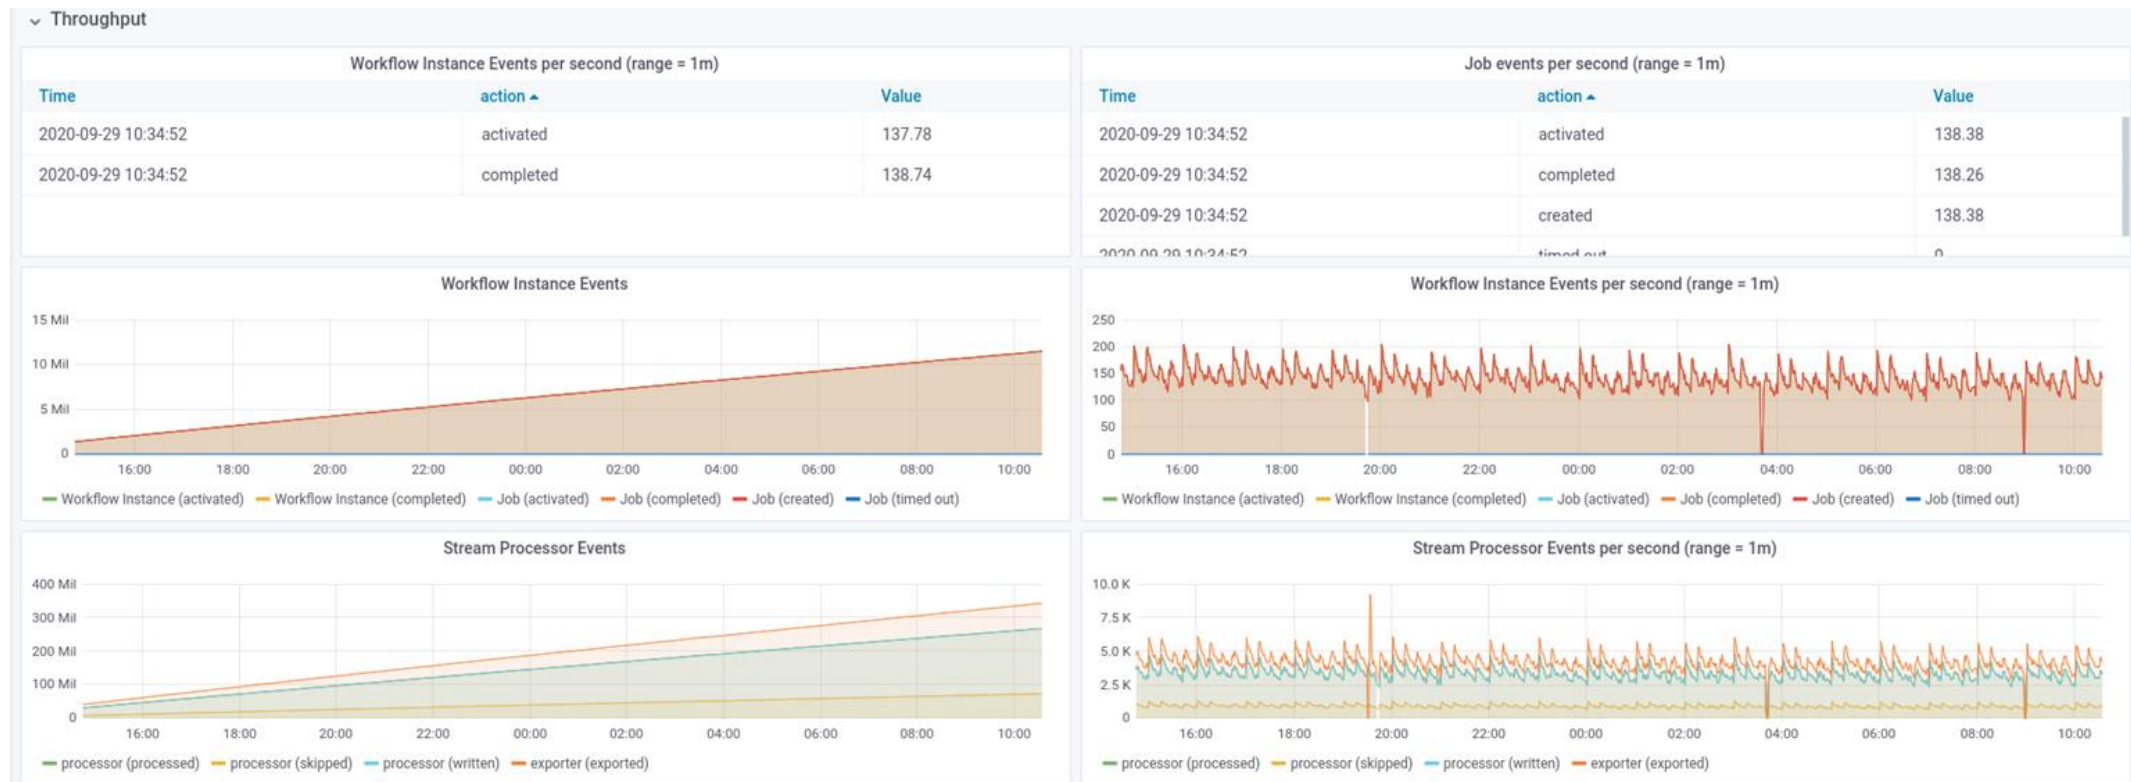 Throughput
Workflow Instance Events per second (range = 1m)
Time action Value
2020-09-29 10:34:52 activated 137.78
2020-09-29 10:34:52 completed 138.74
Job events per second (range = 1m)
Time action Value
2020-09-29 10:34:52 activated 138.38
2020-09-29 10:34:52 completed 138.26
2020-09-29 10:34:52 created 138.38
2020-09-29 10:34:52 timed out 0
Workflow Instance Events
15 Mil
10 Mil
5 Mil
0
16:00 18:00 20:00 22:00 00:00 02:00 04:00 06:00 08:00 10:00
Workflow Instance (activated) Workflow Instance (completed) Job (activated) Job (completed) Job (created) Job (timed out)
Workflow Instance Events per second (range = 1m)
250
200
150
100
50
0
16:00 18:00 20:00 22:00 00:00 02:00 04:00 06:00 08:00 10:00
Workflow Instance (activated) Workflow Instance (completed) Job (activated) Job (completed) Job (created) Job (timed out)
Stream Processor Events
400 Mil
300 Mil
200 Mil
100 Mil
0
16:00 18:00 20:00 22:00 00:00 02:00 04:00 06:00 08:00 10:00
processor (processed) processor (skipped) processor (written) exporter (exported)
Stream Processor Events per second (range = 1m)
10.0 K
7.5 K
5.0 K
2.5 K
0
16:00 18:00 20:00 22:00 00:00 02:00 04:00 06:00 08:00 10:00
processor (processed) processor (skipped) processor (written) exporter (exported)